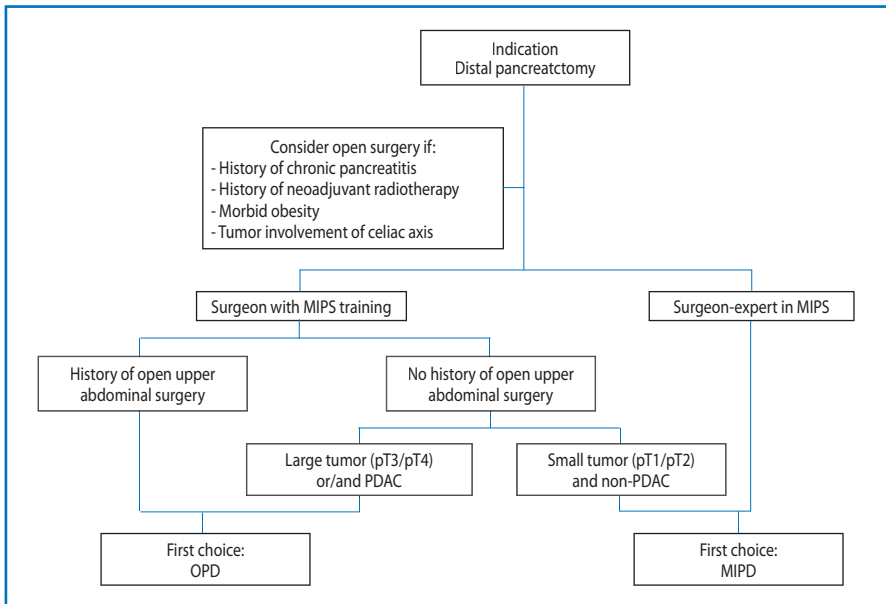 Indication
Distal pancreatctomy
Consider open surgery if:
- History of chronic pancreatitis
- History of neoadjuvant radiotherapy
- Morbid obesity
- Tumor involvement of celiac axis
Surgeon with MIPS training
Surgeon-expert in MIPS
History of open upper
abdominal surgery
No history of open upper
abdominal surgery
Large tumor (pT3/pT4)
or/and PDAC
Small tumor (pT1/pT2)
and non-PDAC
First choice:
OPD
First choice:
MIPD